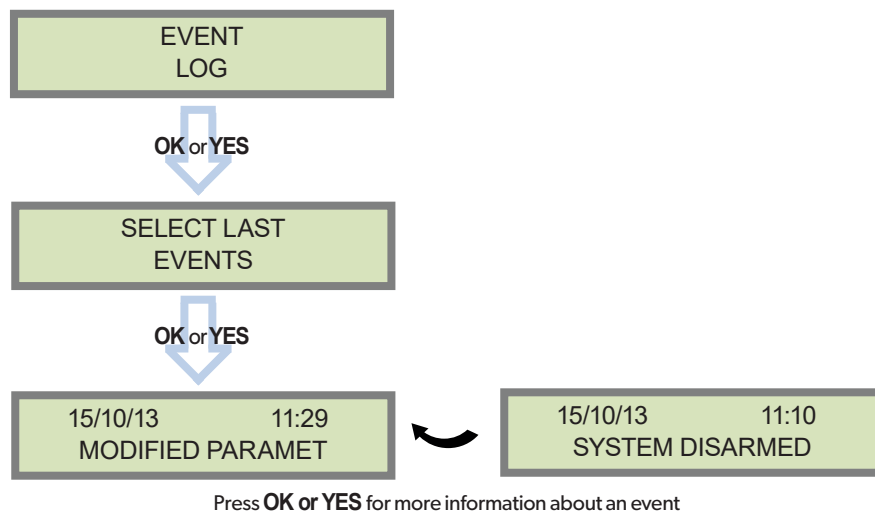 EVENT
LOG
OK or YES
SELECT LAST
EVENTS
OK or YES
15/10/13 11:29
MODIFIED PARAMET
15/10/13 11:10
SYSTEM DISARMED
Press OK or YES for more information about an event